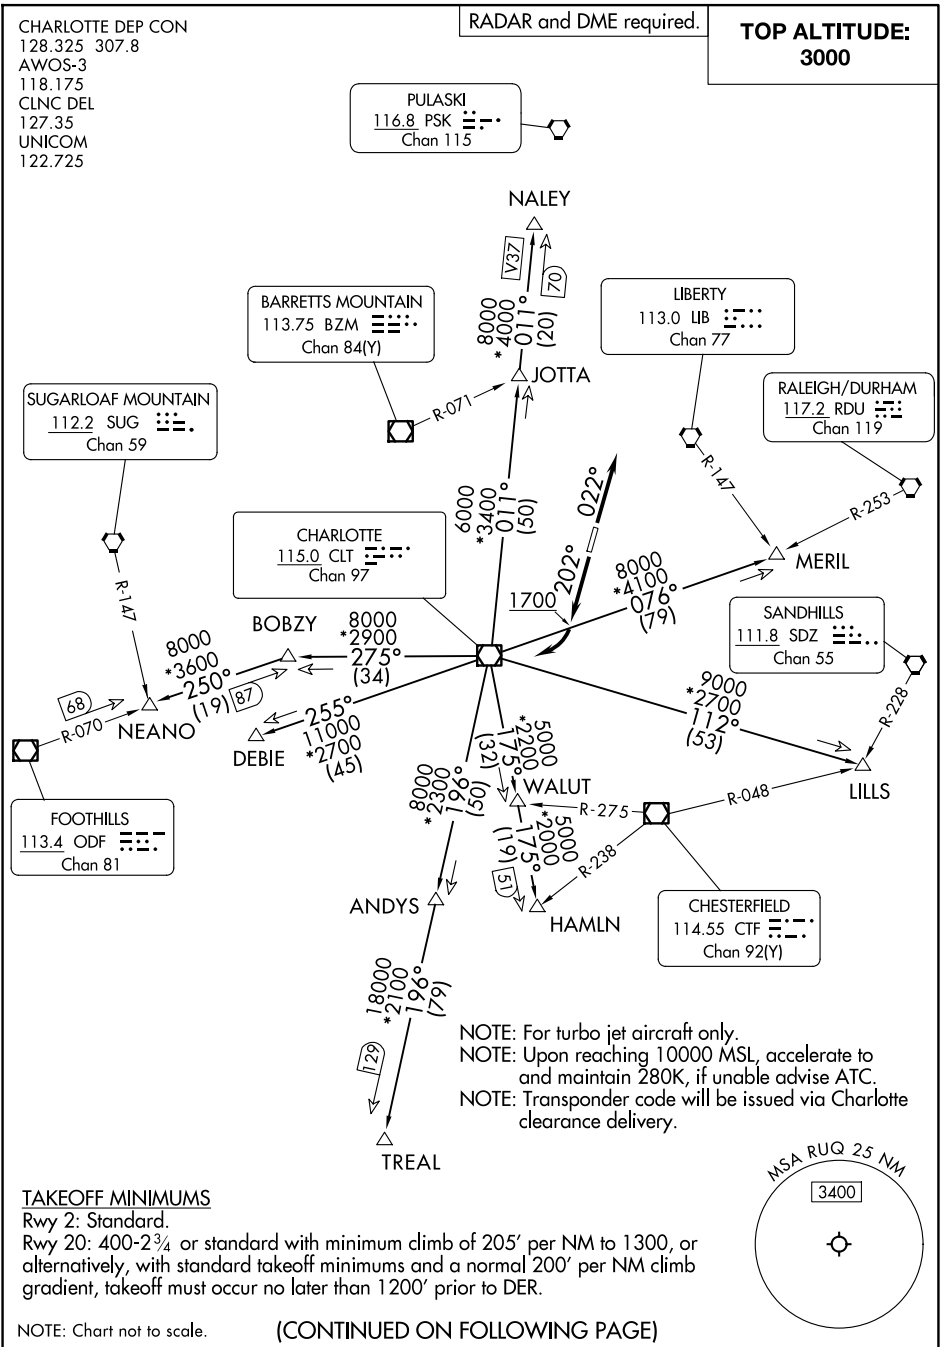 CHARLOTTE DEP CON
128.325 307.8
AWOS-3
118.175
CLNC DEL
127.35
UNICOM
122.725
RADAR and DME required.
TOP ALTITUDE:
3000
PULASKI
116.8 PSK
Chan 115
NALEY
V37
70
8000
*4000
011°
(20)
BARRETTS MOUNTAIN
113.75 BZM
Chan 84(Y)
LIBERTY
113.0 LIB
Chan 77
JOTTA
R-071
SUGARLOAF MOUNTAIN
112.2 SUG
Chan 59
RALEIGH/DURHAM
117.2 RDU
Chan 119
R-147
R-253
6000
*3400
011°
(50)
022°
202°
CHARLOTTE
115.0 CLT
Chan 97
MERIL
8000
*4100
076°
(79)
1700
R-147
BOBZY
8000
*2900
275°
(34)
SANDHILLS
111.8 SDZ
Chan 55
8000
*3600
250°
(19)
87
68
R-070
NEANO
DEBIE
255°
11000
*2700
(45)
9000
*2700
112°
(53)
R-228
LILLS
5000
*2200
175°
(32)
WALUT
R-275
R-048
8000
*2300
196°
(50)
5000
*2000
175°
(19)
51
R-238
FOOTHILLS
113.4 ODF
Chan 81
ANDYS
HAMLN
CHESTERFIELD
114.55 CTF
Chan 92(Y)
18000
*2100
196°
(79)
129
TREAL
NOTE: For turbo jet aircraft only.
NOTE: Upon reaching 10000 MSL, accelerate to
and maintain 280K, if unable advise ATC.
NOTE: Transponder code will be issued via Charlotte
clearance delivery.
MSA RUQ 25 NM
3400
TAKEOFF MINIMUMS
Rwy 2: Standard.
Rwy 20: 400-2¾ or standard with minimum climb of 205' per NM to 1300, or
alternatively, with standard takeoff minimums and a normal 200' per NM climb
gradient, takeoff must occur no later than 1200' prior to DER.
NOTE: Chart not to scale.
(CONTINUED ON FOLLOWING PAGE)